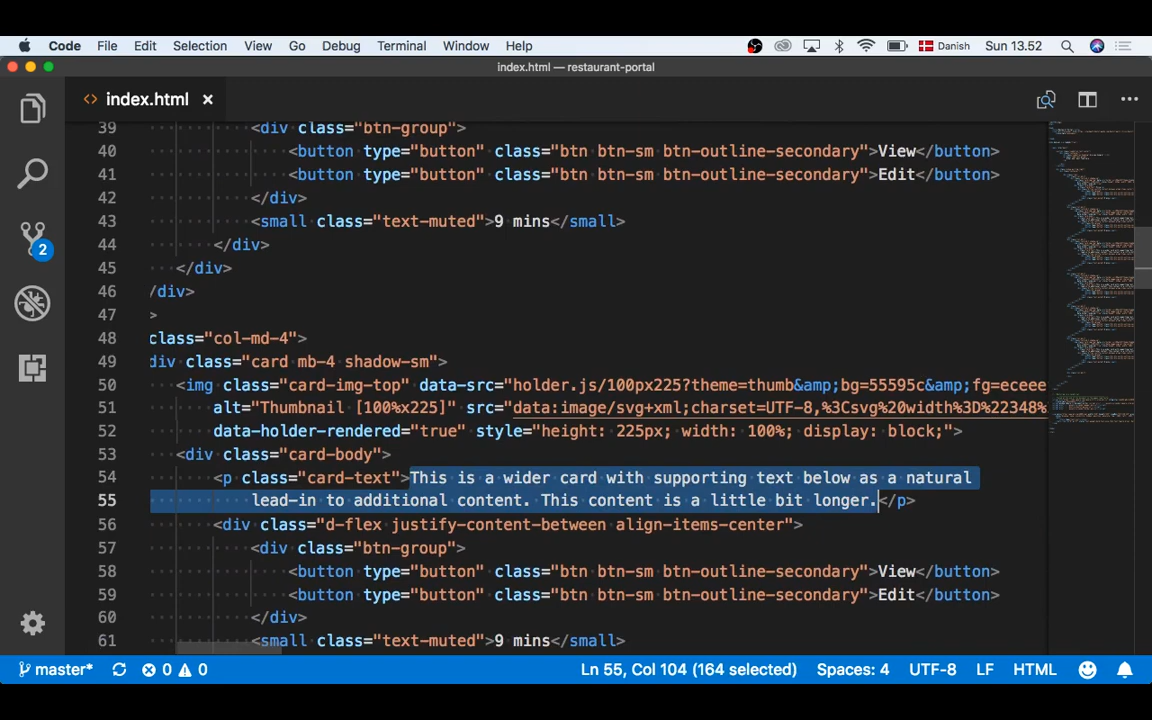 Code File Edit Selection View Go Debug Terminal Window Help Danish Sun 13.52
index.html — restaurant-portal
index.html
39 <div class="btn-group">
40 <button type="button" class="btn btn-sm btn-outline-secondary">View</button>
41 <button type="button" class="btn btn-sm btn-outline-secondary">Edit</button>
42 </div>
43 <small class="text-muted">9 mins</small>
44 </div>
45 </div>
46 /div>
47 >
48 class="col-md-4">
49 div class="card mb-4 shadow-sm">
50 <img class="card-img-top" data-src="holder.js/100px225?theme=thumb&amp;bg=55595c&amp;fg=eceee
51 alt="Thumbnail [100%x225]" src="data:image/svg+xml;charset=UTF-8,%3Csvg%20width%3D%22348%
52 data-holder-rendered="true" style="height: 225px; width: 100%; display: block;">
53 <div class="card-body">
54 <p class="card-text">This is a wider card with supporting text below as a natural
55 lead-in to additional content. This content is a little bit longer.</p>
56 <div class="d-flex justify-content-between align-items-center">
57 <div class="btn-group">
58 <button type="button" class="btn btn-sm btn-outline-secondary">View</button>
59 <button type="button" class="btn btn-sm btn-outline-secondary">Edit</button>
60 </div>
61 <small class="text-muted">9 mins</small>
2
master* 0 0 Ln 55, Col 104 (164 selected) Spaces: 4 UTF-8 LF HTML